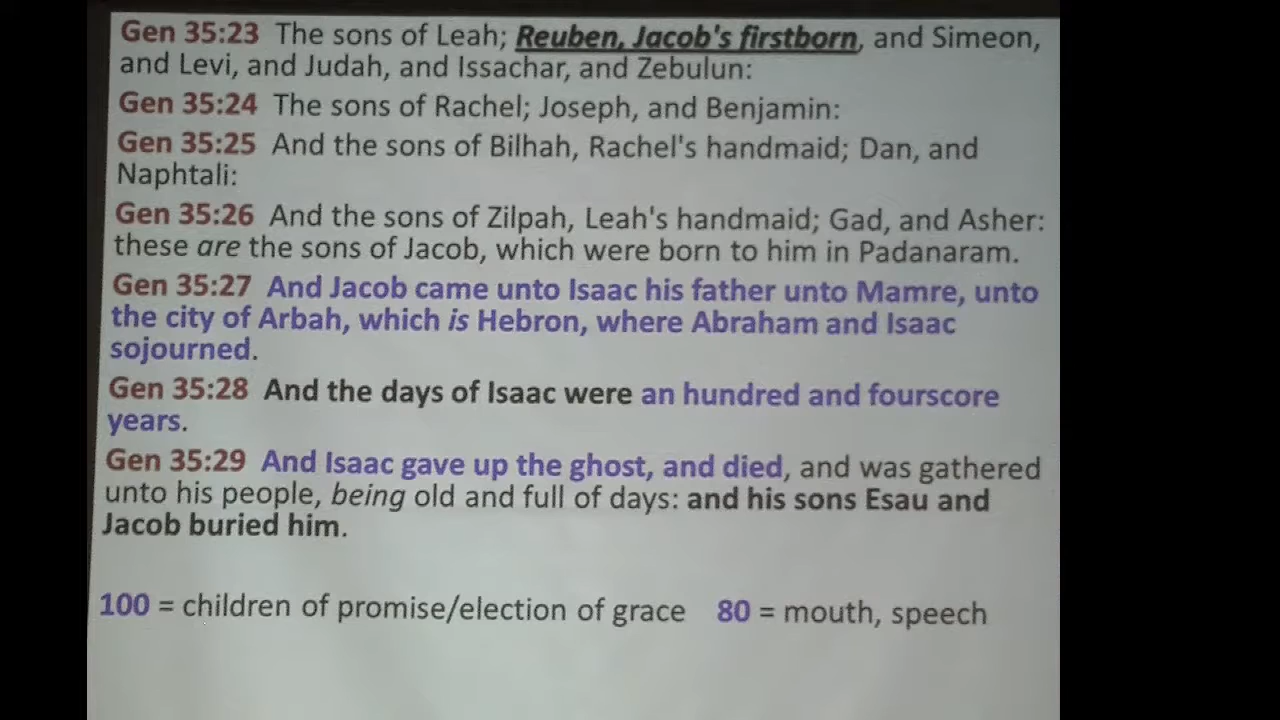 Gen 35:23 The sons of Leah; Reuben, Jacob's firstborn, and Simeon,
and Levi, and Judah, and Issachar, and Zebulun:
Gen 35:24 The sons of Rachel; Joseph, and Benjamin:
Gen 35:25 And the sons of Bilhah, Rachel's handmaid; Dan, and
Naphtali:
Gen 35:26 And the sons of Zilpah, Leah's handmaid; Gad, and Asher:
these are the sons of Jacob, which were born to him in Padanaram.
Gen 35:27 And Jacob came unto Isaac his father unto Mamre, unto
the city of Arbah, which is Hebron, where Abraham and Isaac
sojourned.
Gen 35:28 And the days of Isaac were an hundred and fourscore
years.
Gen 35:29 And Isaac gave up the ghost, and died, and was gathered
unto his people, being old and full of days: and his sons Esau and
Jacob buried him.
100 = children of promise/election of grace 80 = mouth, speech